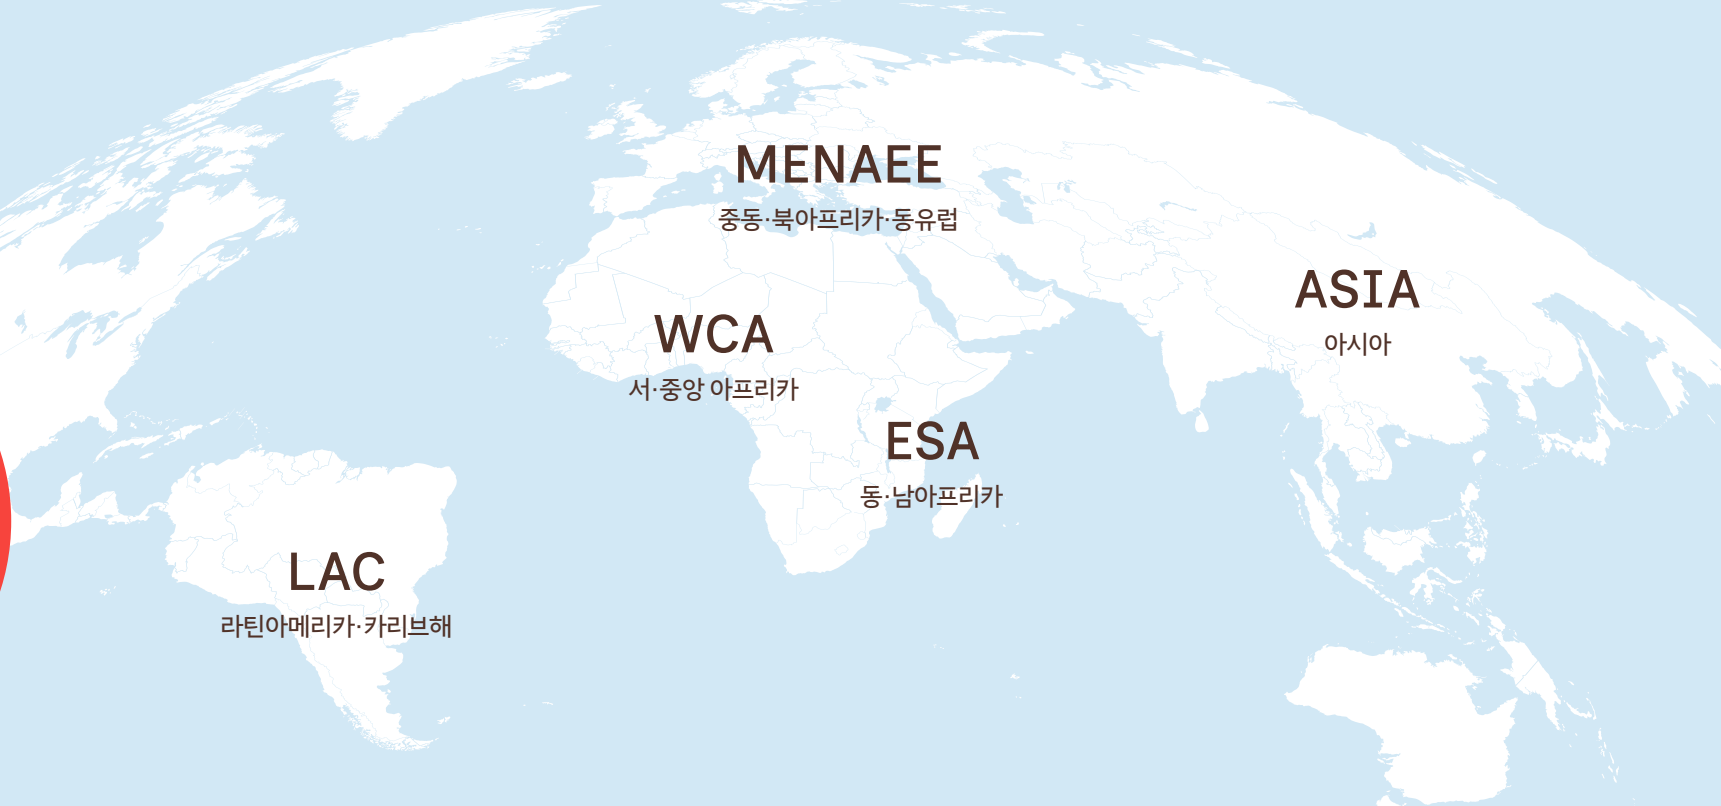 MENAEE
중동·북아프리카·동유럽
ASIA
아시아
WCA
서·중앙 아프리카
ESA
동·남아프리카
LAC
라틴아메리카·카리브해